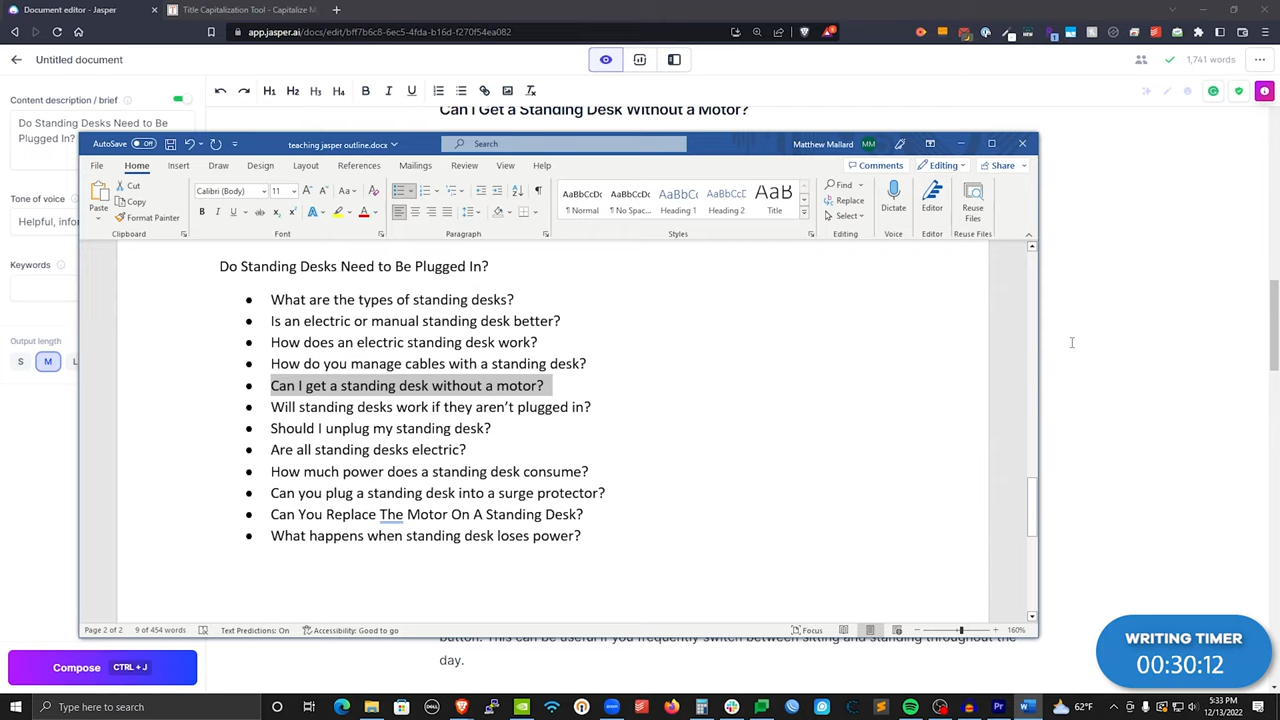 Document editor - Jasper
Title Capitalization Tool - Capitalize M
app.jasper.ai/docs/edit/bff7b6c8-6ec5-4fda-b16d-f270f5ea082
Untitled document
1,741 words
Content description / brief
H1 H2 H3 H4 B I U
Do Standing Desks Need to Be
Plugged In?
Can I Get a Standing Desk Without a Motor?
AutoSave Off
teaching jasper outline.docx
Search
Matthew Mallard MM
File Home Insert Draw Design Layout References Mailings Review View Help
Comments Editing Share
Paste Cut
Copy
Format Painter
Clipboard
Calibri (Body) 11
Font
Paragraph
AaBbCcDc AaBbCcDc AaBbCc AaBbCcD AaB
¶ Normal ¶ No Spac... Heading 1 Heading 2 Title
Styles
Find
Replace
Select
Editing
Dictate
Voice
Editor
Editor
Reuse
Files
Reuse Files
Tone of voice
Helpful, infor
Keywords
Output length
S M L
Do Standing Desks Need to Be Plugged In?
• What are the types of standing desks?
• Is an electric or manual standing desk better?
• How does an electric standing desk work?
• How do you manage cables with a standing desk?
• Can I get a standing desk without a motor?
• Will standing desks work if they aren't plugged in?
• Should I unplug my standing desk?
• Are all standing desks electric?
• How much power does a standing desk consume?
• Can you plug a standing desk into a surge protector?
• Can You Replace The Motor On A Standing Desk?
• What happens when standing desk loses power?
Page 2 of 2 9 of 454 words Text Predictions: On Accessibility: Good to go Focus 160%
button. This can be useful if you frequently switch between sitting and standing throughout the
day.
Compose CTRL + J
WRITING TIMER
00:30:12
Type here to search
62°F
5:33 PM
12/13/2022